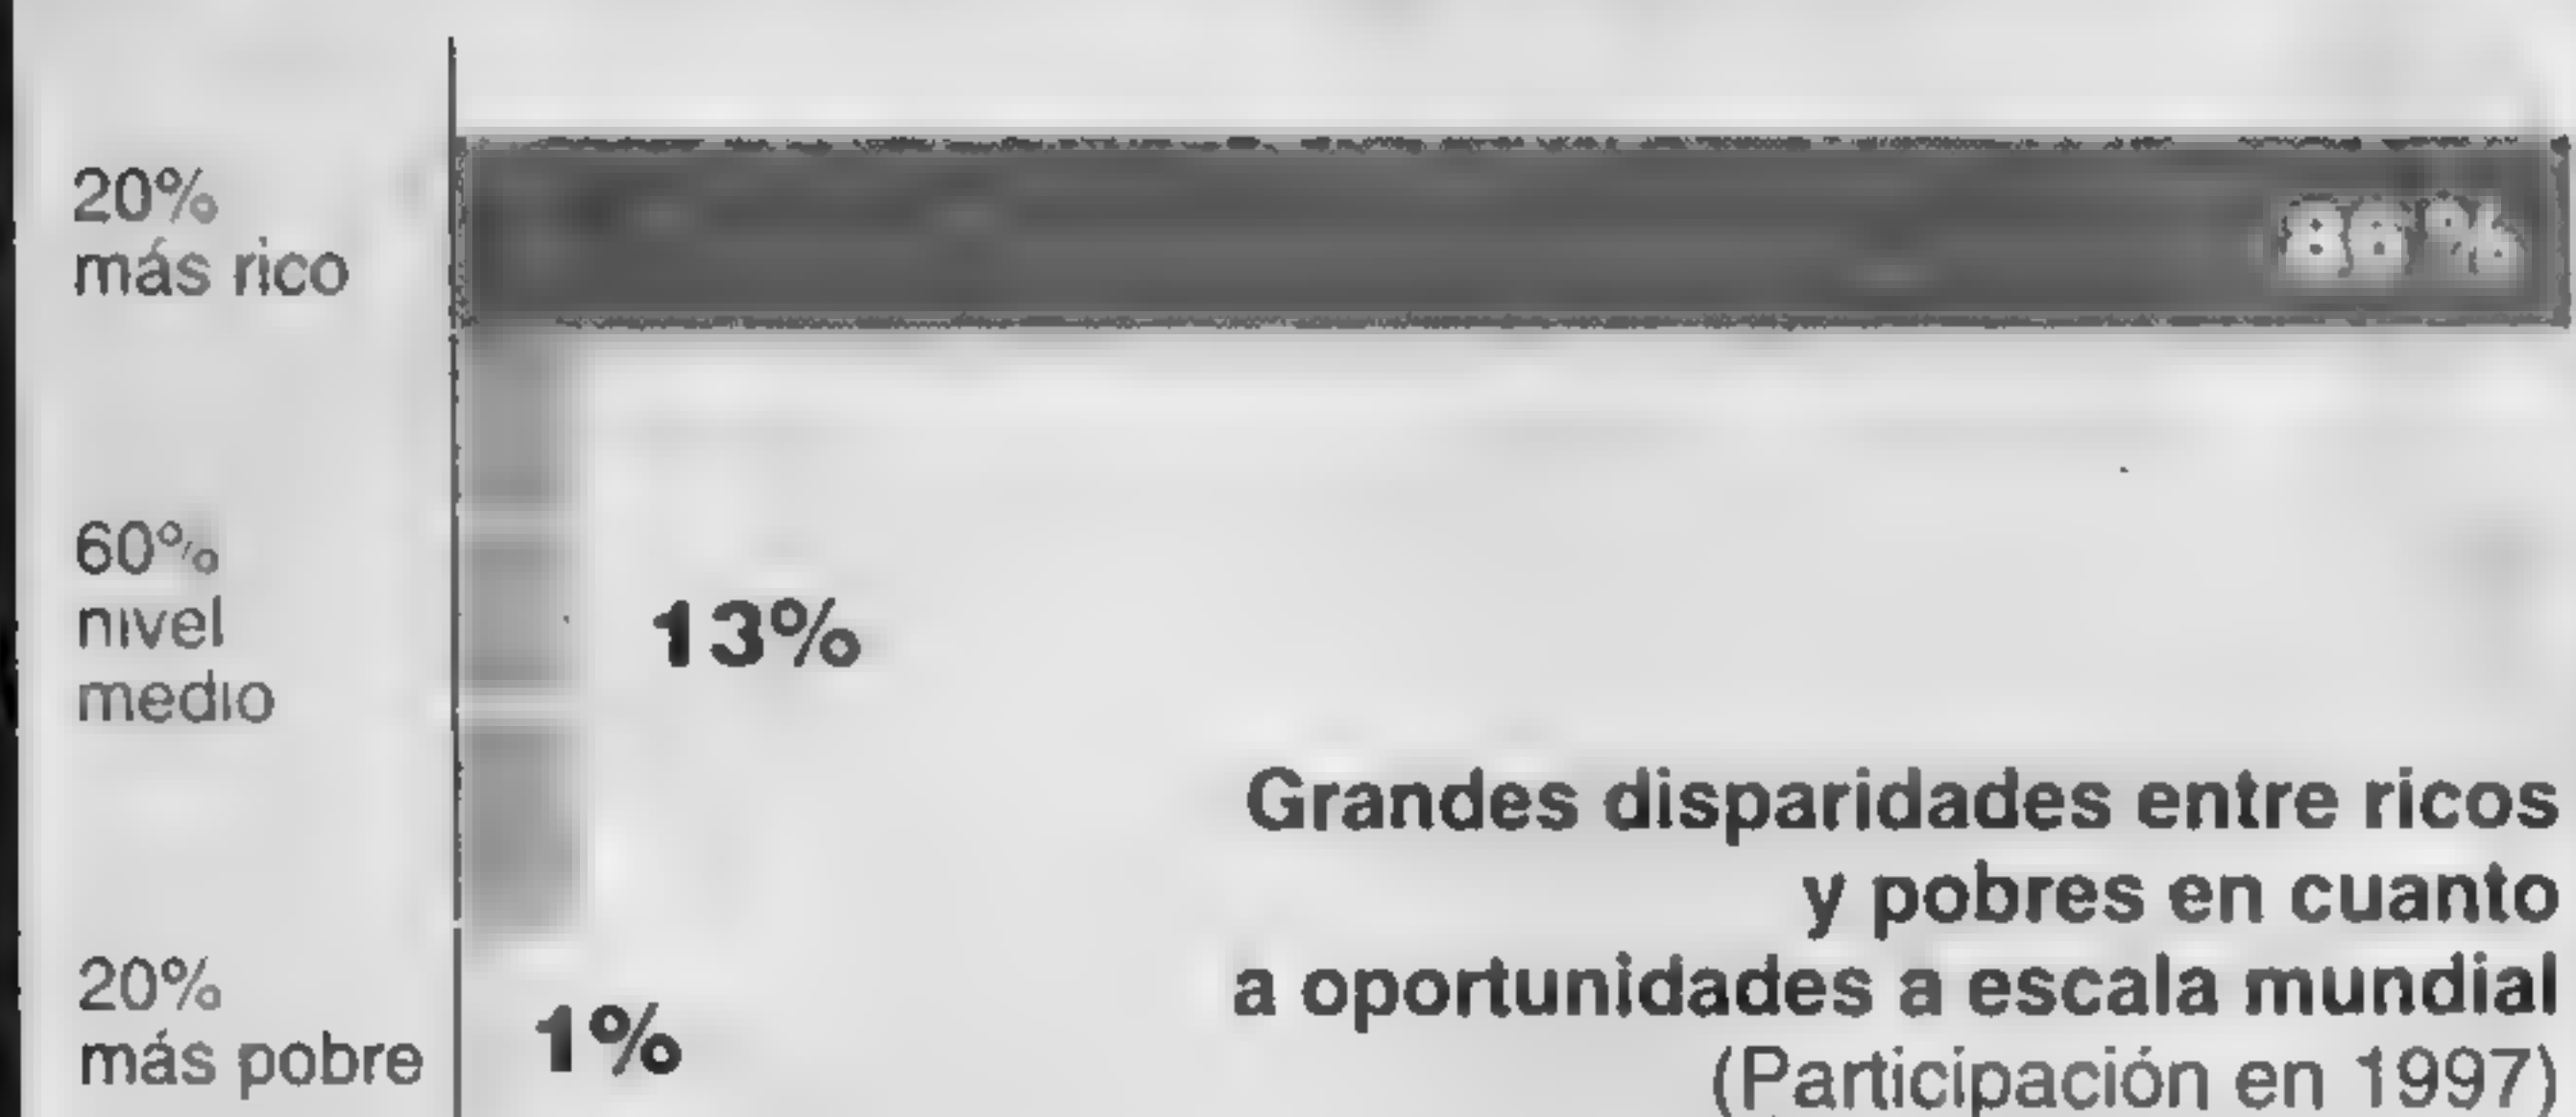 20%
más rico
86%
60%
nivel
medio
13%
Grandes disparidades entre ricos
y pobres en cuanto
a oportunidades a escala mundial
(Participación en 1997)
20%
más pobre
1%